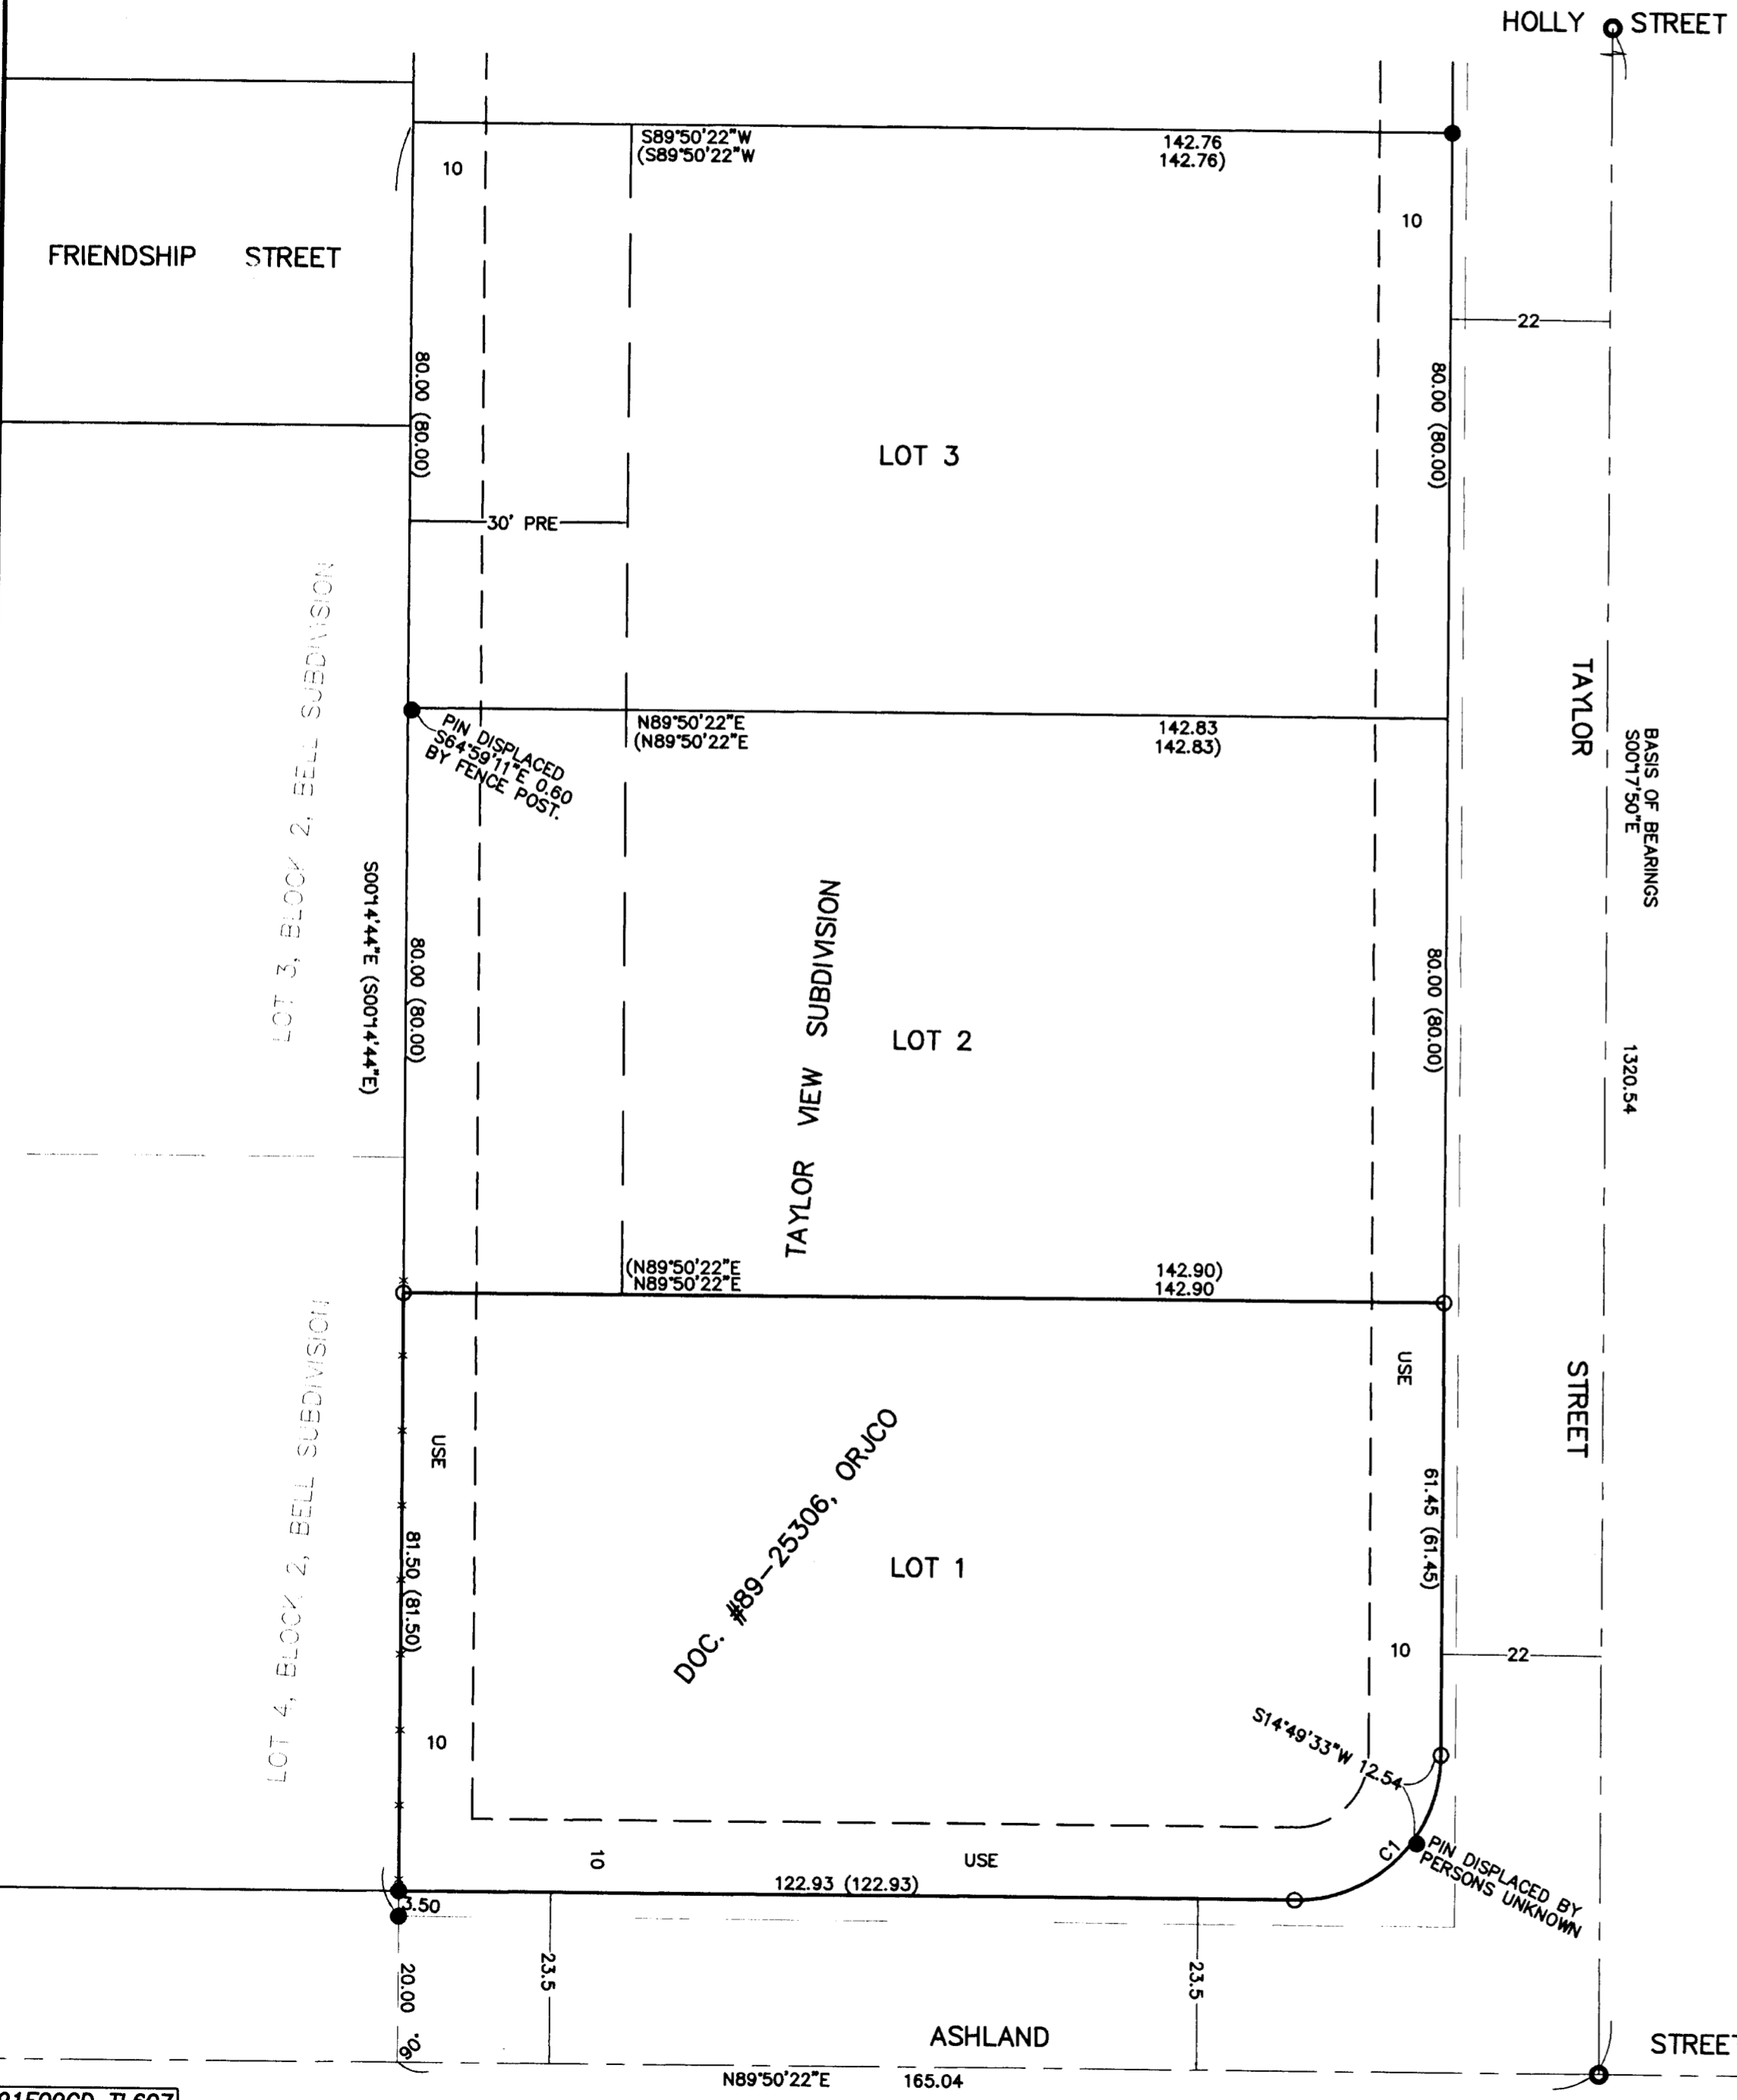 HOLLY STREET
S89°50'22"W 142.76
(S89°50'22"W 142.76)
10
10
FRIENDSHIP STREET
22
80.00 (80.00)
80.00 (80.00)
LOT 3
30' PRE
LOT 3, BLOCK 2, BELL SUBDIVISION
TAYLOR
BASIS OF BEARINGS
S00°17'50"E 1320.54
N89°50'22"E 142.83
(N89°50'22"E 142.83)
PIN DISPLACED
S64°59'11"E 0.60
BY FENCE POST.
S00°14'44"E (S00°14'44"E)
80.00 (80.00)
80.00 (80.00)
TAYLOR VIEW SUBDIVISION
LOT 2
(N89°50'22"E 142.90)
N89°50'22"E 142.90
LOT 4, BLOCK 2, BELL SUBDIVISION
USE
USE
STREET
DOC. #89-25306, ORJCO
81.50 (81.50)
61.45 (61.45)
LOT 1
10
22
10
S14°49'33"W 12.54
C1
PIN DISPLACED BY
PERSONS UNKNOWN
10
USE
122.93 (122.93)
3.50
23.5
23.5
20.00
ASHLAND STREET
N89°50'22"E 165.04